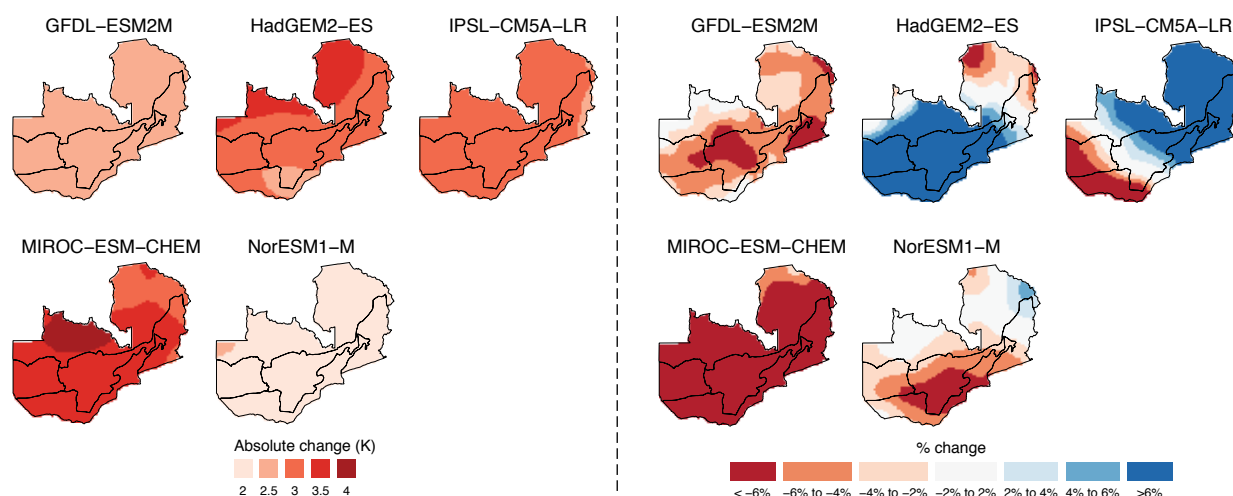 GFDL−ESM2M HadGEM2−ES IPSL−CM5A−LR
MIROC−ESM−CHEM NorESM1−M
Absolute change (K)
2 2.5 3 3.5 4
GFDL−ESM2M HadGEM2−ES IPSL−CM5A−LR
MIROC−ESM−CHEM NorESM1−M
% change
< −6% −6% to −4% −4% to −2% −2% to 2% 2% to 4% 4% to 6% >6%